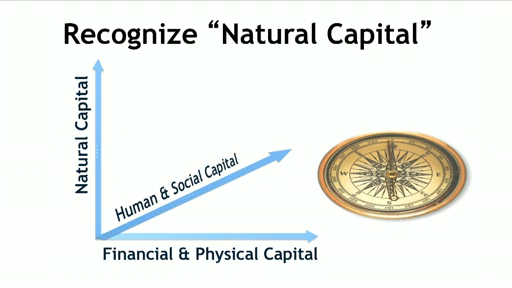 Recognize “Natural Capital”
Natural Capital
Human & Social Capital
Financial & Physical Capital
N
W
E